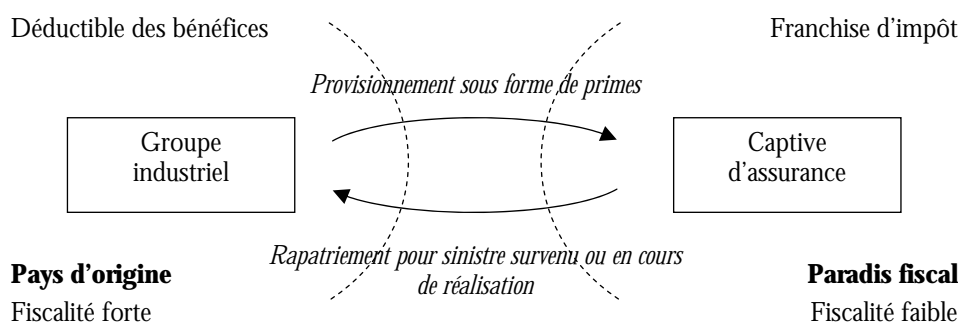 Déductible des bénéfices
Franchise d'impôt
Provisionnement sous forme de primes
Groupe
industriel
Captive
d'assurance
Rapatriement pour sinistre survenu ou en cours
de réalisation
Pays d'origine
Fiscalité forte
Paradis fiscal
Fiscalité faible